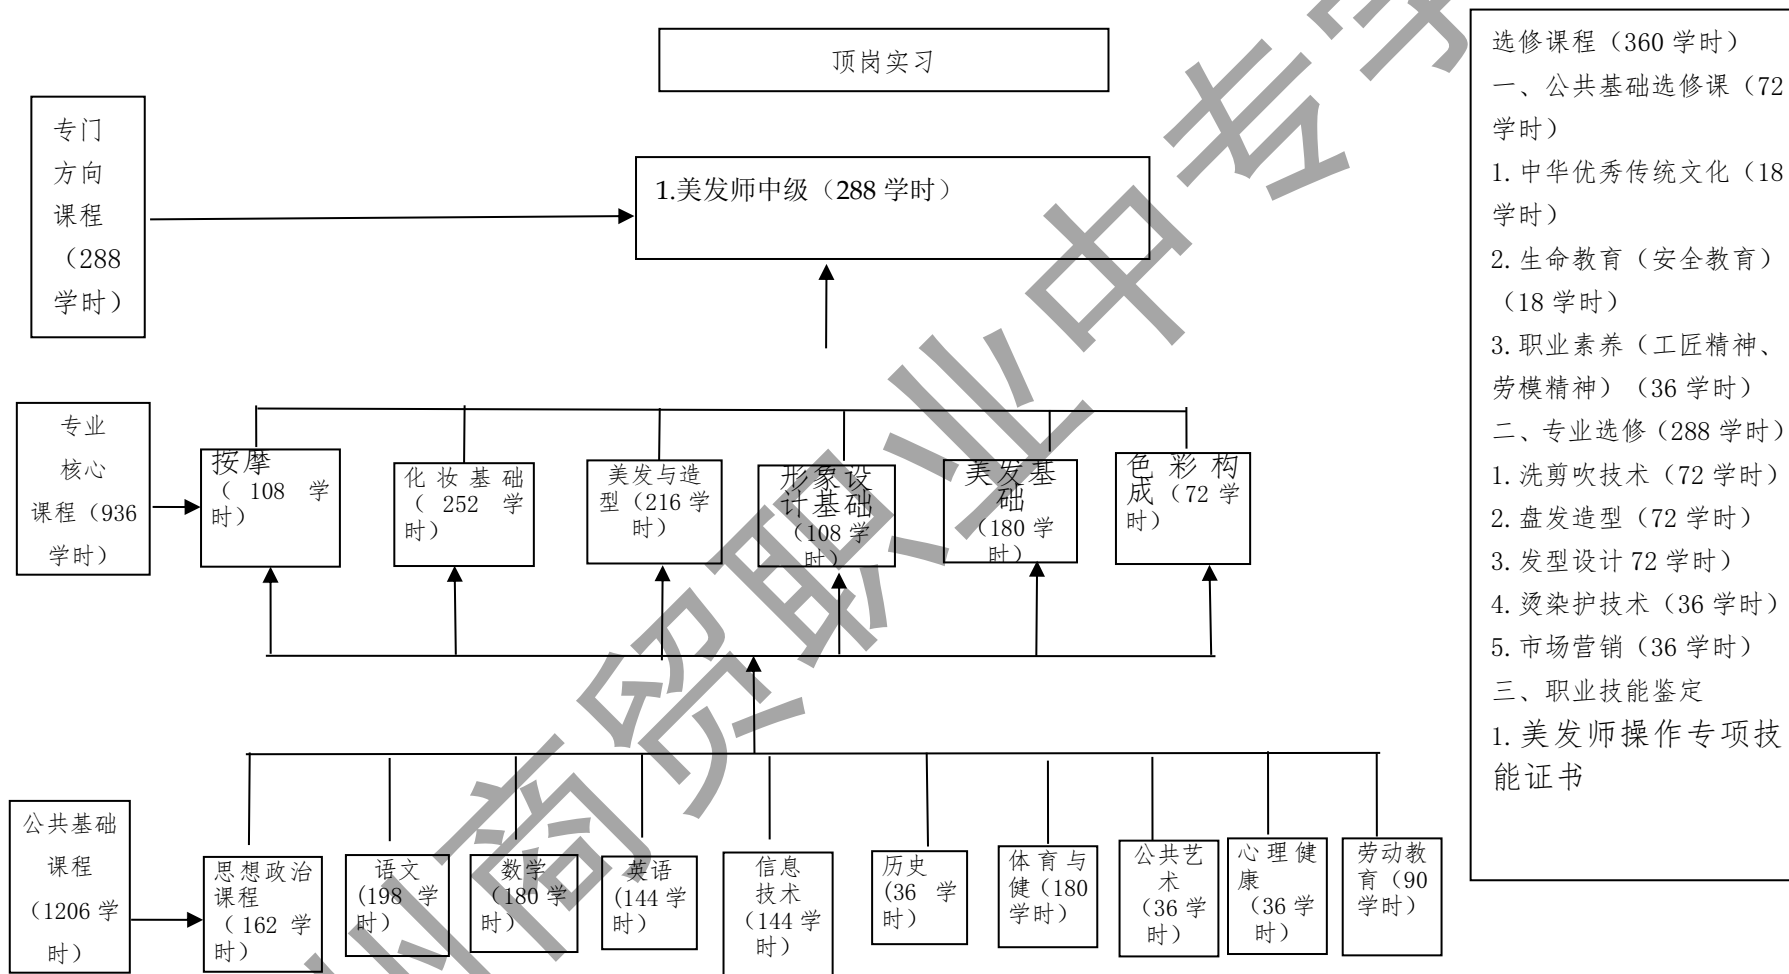 顶岗实习
专门
方向
课程
（288
学时）
1.美发师中级（288 学时）
专业
核心
课程（936
学时）
按摩
（ 108 学
时）
化妆基础
（ 252 学
时）
美发与造
型（216 学
时）
形象设
计基础
（108 学
时）
美发基
础
（180 学
时）
色彩构
成（72 学
时）
公共基础
课程
（1206 学
时）
思想政治
课程
（ 162 学
时）
语文
(198 学
时）
数学
（180 学
时）
英语
(144 学
时）
信息
技术
（144 学
时）
历史
(36 学
时）
体育与
健（180
学时）
公共艺
术
（36 学
时）
心理健
康
（36 学
时）
劳动教
育（90
学时）
选修课程（360 学时）
一、公共基础选修课（72
学时）
1.中华优秀传统文化（18
学时）
2.生命教育（安全教育）
（18 学时）
3.职业素养（工匠精神、
劳模精神）（36 学时）
二、专业选修（288 学时）
1.洗剪吹技术（72 学时）
2.盘发造型（72 学时）
3.发型设计 72 学时）
4.烫染护技术（36 学时）
5.市场营销（36 学时）
三、职业技能鉴定
1.美发师操作专项技
能证书
州商贸职业中专学